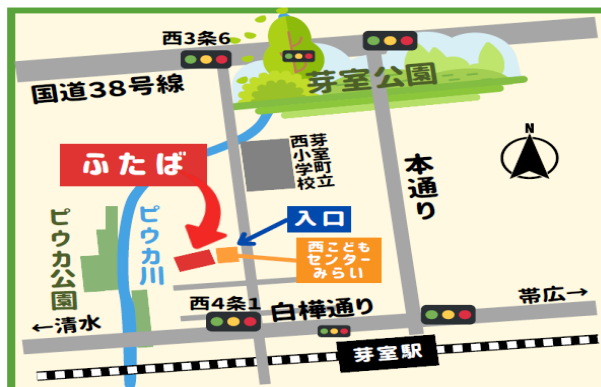 西3条6
国道38号線
芽室公園
芽室町立
西小学校
本通り
N
ふたば
入口
西こども
センター
みらい
ピウカ公園
ピウカ川
西4条1
白樺通り
帯広→
←清水
芽室駅